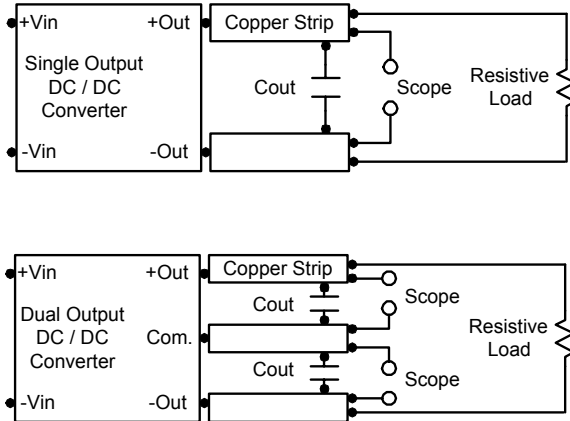 +Vin
+Out
Copper Strip
Single Output
DC / DC
Converter
Cout
Scope
Resistive
Load
-Vin
-Out
+Vin
+Out
Copper Strip
Cout
Scope
Dual Output
DC / DC
Converter
Com.
Resistive
Load
Cout
Scope
-Vin
-Out